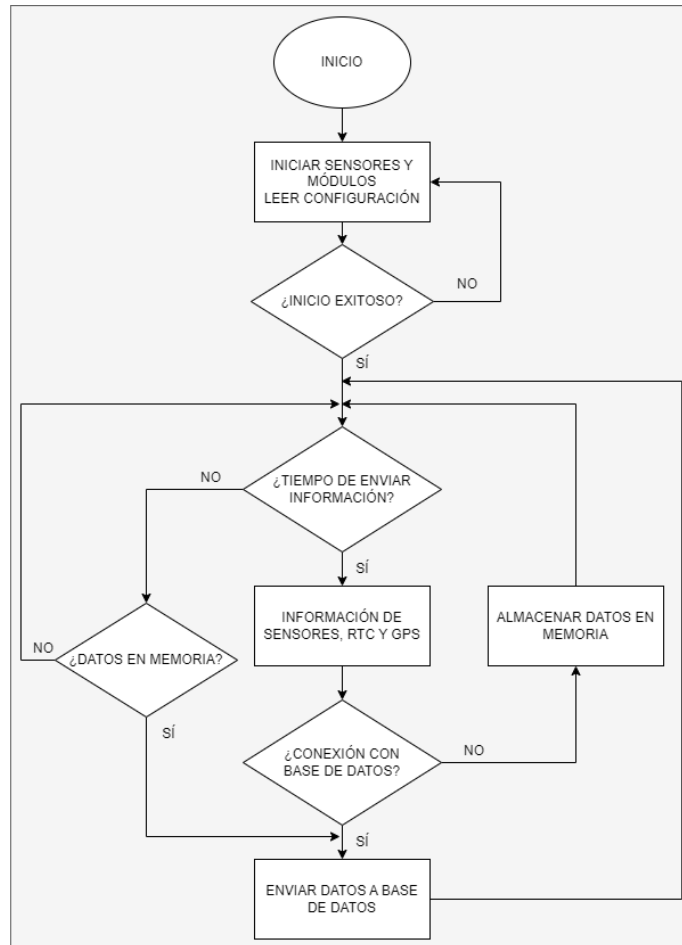 INICIO
INICIAR SENSORES Y
MÓDULOS
LEER CONFIGURACIÓN
NO
¿INICIO EXITOSO?
SÍ
NO
¿TIEMPO DE ENVIAR
INFORMACIÓN?
SÍ
INFORMACIÓN DE
SENSORES, RTC Y GPS
ALMACENAR DATOS EN
MEMORIA
NO
¿DATOS EN MEMORIA?
SÍ
¿CONEXIÓN CON
BASE DE DATOS?
NO
SÍ
ENVIAR DATOS A BASE
DE DATOS